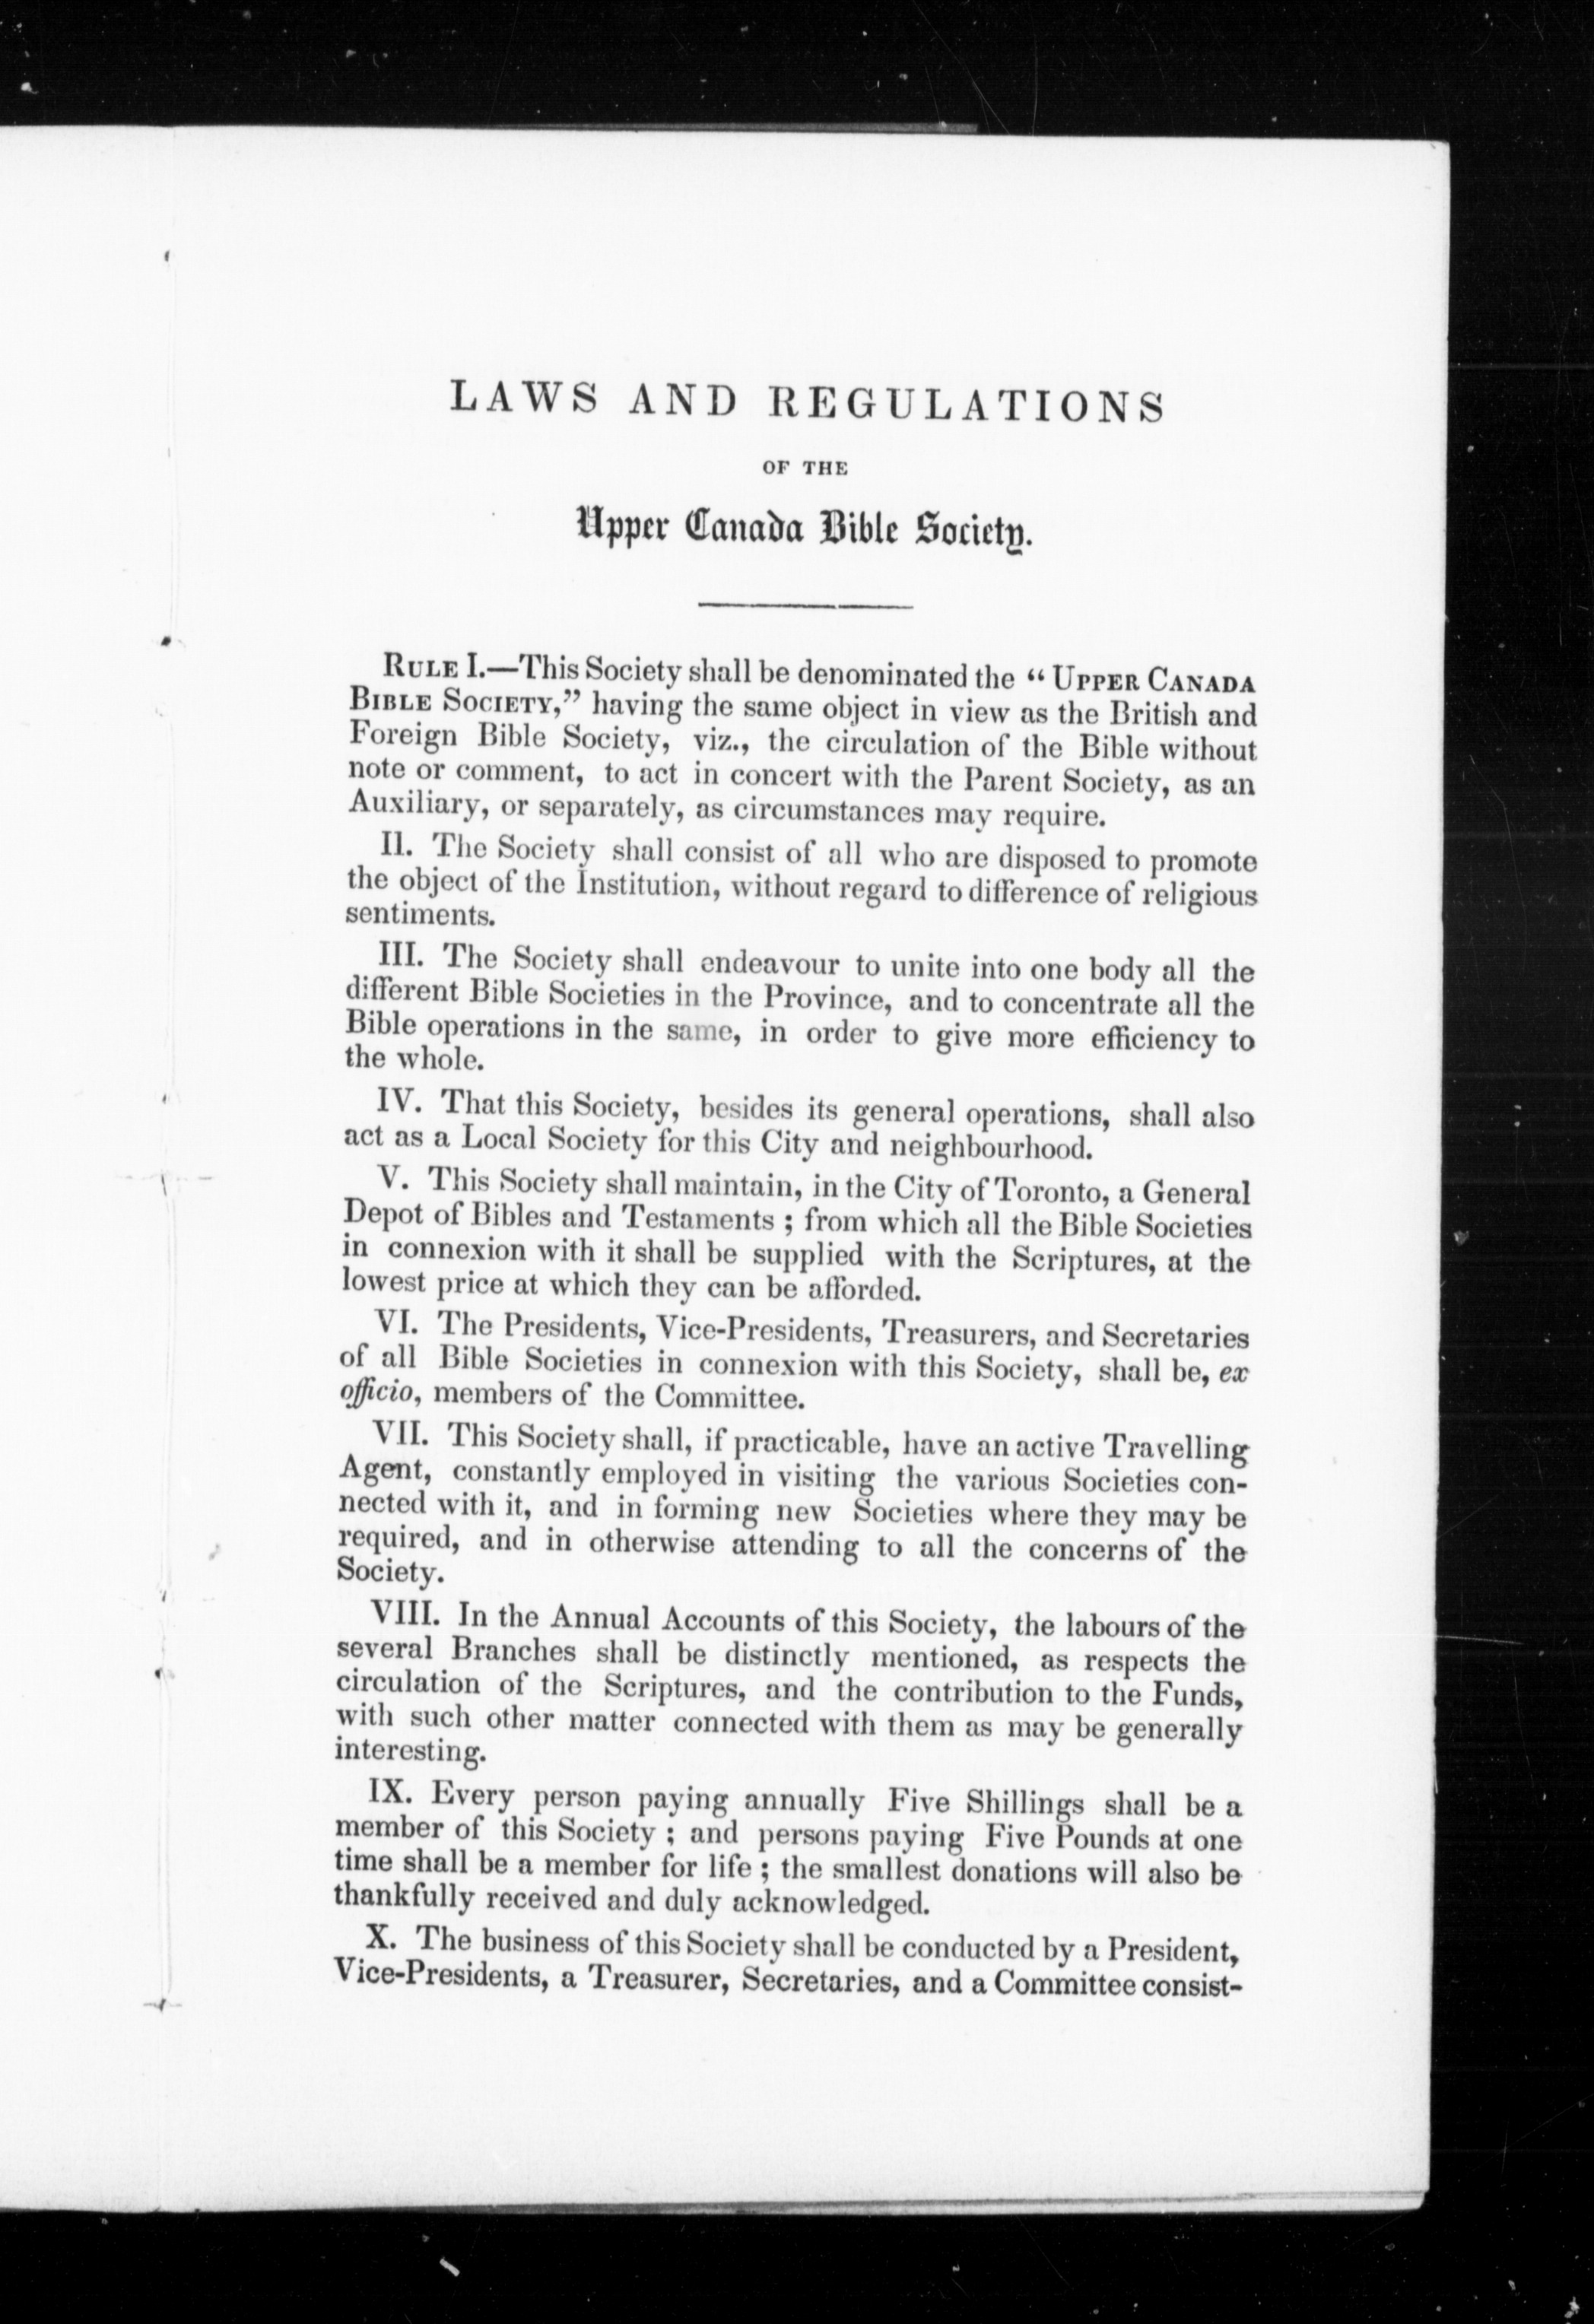 LAWS AND REGULATIONS
OF THE
Upper Canada Bible Society.
RULE I.—This Society shall be denominated the “ UPPER CANADA
BIBLE SOCIETY,” having the same object in view as the British and
Foreign Bible Society, viz., the circulation of the Bible without
note or comment, to act in concert with the Parent Society, as an
Auxiliary, or separately, as circumstances may require.
II. The Society shall consist of all who are disposed to promote
the object of the Institution, without regard to difference of religious
sentiments.
III. The Society shall endeavour to unite into one body all the
different Bible Societies in the Province, and to concentrate all the
Bible operations in the same, in order to give more efficiency to
the whole.
IV. That this Society, besides its general operations, shall also
act as a Local Society for this City and neighbourhood.
V. This Society shall maintain, in the City of Toronto, a General
Depot of Bibles and Testaments ; from which all the Bible Societies
in connexion with it shall be supplied with the Scriptures, at the
lowest price at which they can be afforded.
VI. The Presidents, Vice-Presidents, Treasurers, and Secretaries
of all Bible Societies in connexion with this Society, shall be, ex
officio, members of the Committee.
VII. This Society shall, if practicable, have an active Travelling
Agent, constantly employed in visiting the various Societies con-
nected with it, and in forming new Societies where they may be
required, and in otherwise attending to all the concerns of the
Society.
VIII. In the Annual Accounts of this Society, the labours of the
several Branches shall be distinctly mentioned, as respects the
circulation of the Scriptures, and the contribution to the Funds,
with such other matter connected with them as may be generally
interesting.
IX. Every person paying annually Five Shillings shall be a
member of this Society ; and persons paying Five Pounds at one
time shall be a member for life ; the smallest donations will also be
thankfully received and duly acknowledged.
X. The business of this Society shall be conducted by a President,
Vice-Presidents, a Treasurer, Secretaries, and a Committee consist-